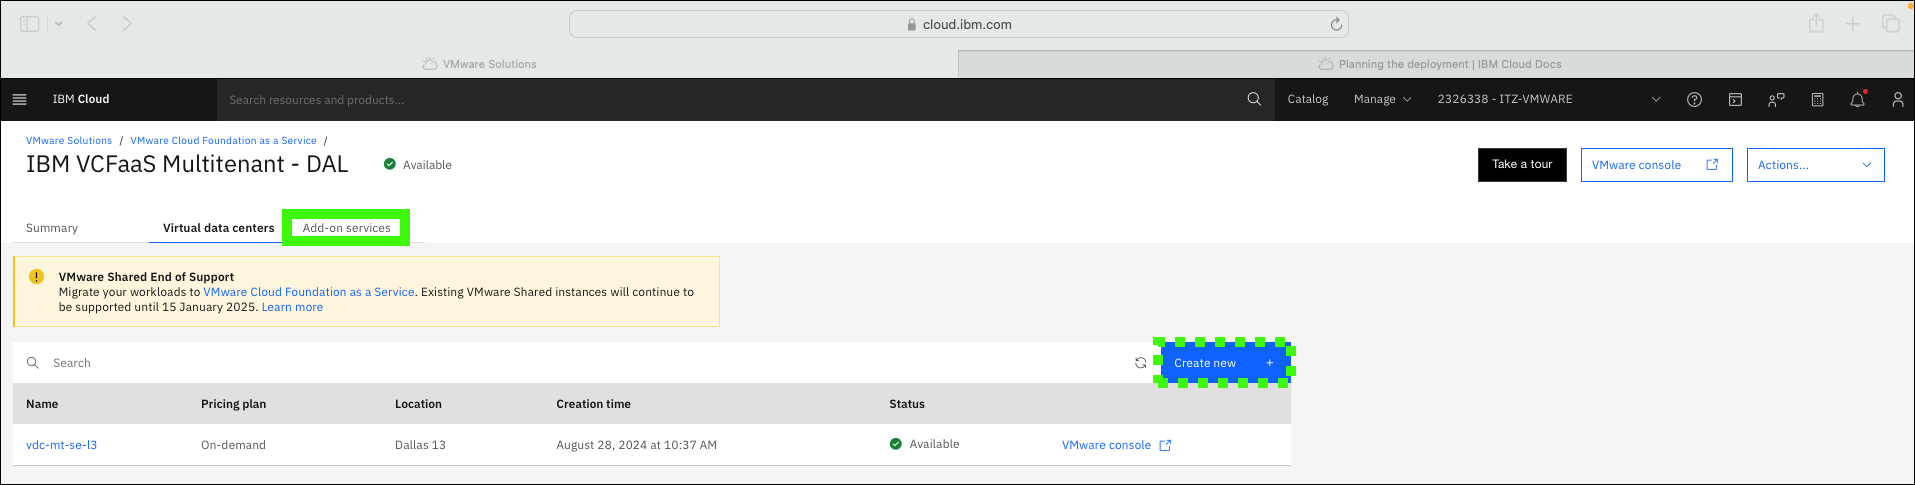 cloud.ibm.com
VMware Solutions
Planning the deployment | IBM Cloud Docs
IBM Cloud
Search resources and products...
Catalog
Manage
2326338 - ITZ-VMWARE
VMware Solutions / VMware Cloud Foundation as a Service /
IBM VCFaaS Multitenant - DAL
Available
Take a tour
VMware console
Actions...
Summary
Virtual data centers
Add-on services
VMware Shared End of Support
Migrate your workloads to VMware Cloud Foundation as a Service. Existing VMware Shared instances will continue to
be supported until 15 January 2025. Learn more
Search
Create new +
Name Pricing plan Location Creation time Status
vdc-mt-se-l3 On-demand Dallas 13 August 28, 2024 at 10:37 AM Available VMware console